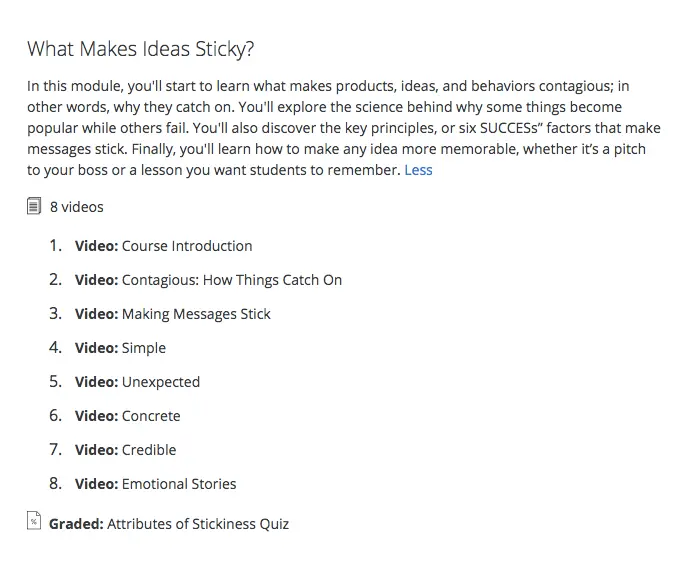 What Makes Ideas Sticky?
In this module, you'll start to learn what makes products, ideas, and behaviors contagious; in
other words, why they catch on. You'll explore the science behind why some things become
popular while others fail. You'll also discover the key principles, or six SUCCESs” factors that make
messages stick. Finally, you'll learn how to make any idea more memorable, whether it’s a pitch
to your boss or a lesson you want students to remember. Less
8 videos
1. Video: Course Introduction
2. Video: Contagious: How Things Catch On
3. Video: Making Messages Stick
4. Video: Simple
5. Video: Unexpected
6. Video: Concrete
7. Video: Credible
8. Video: Emotional Stories
% Graded: Attributes of Stickiness Quiz